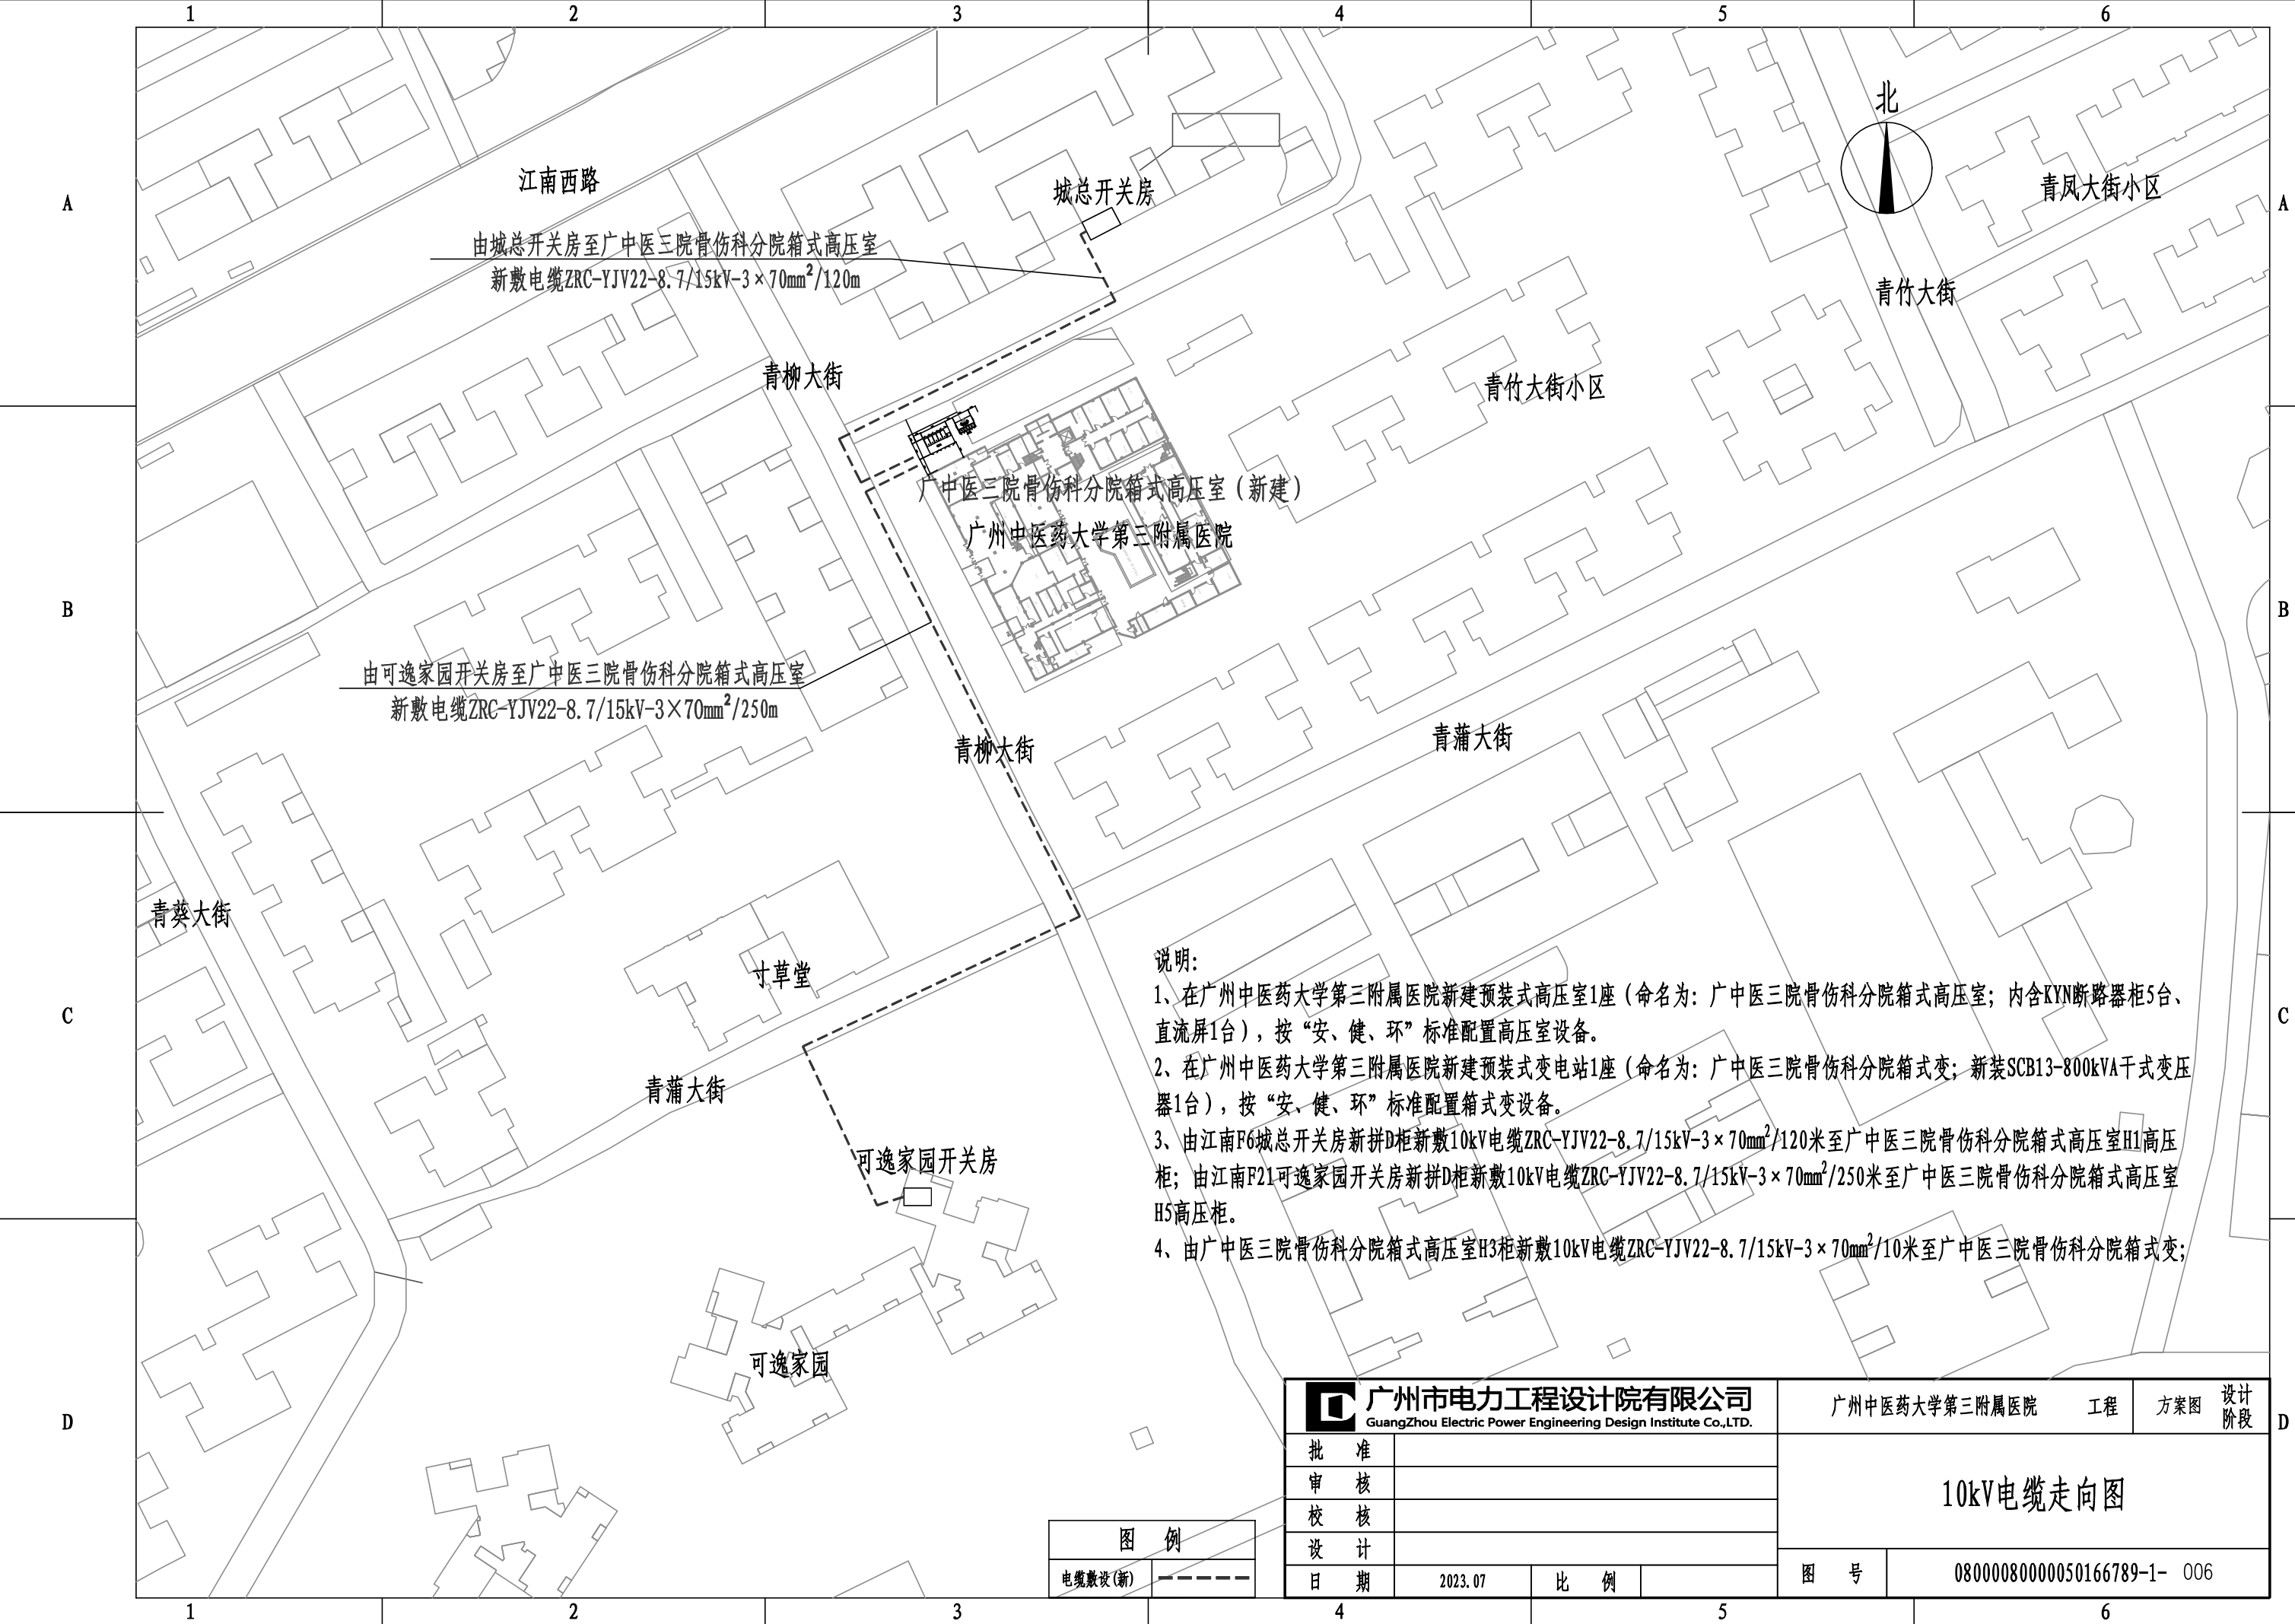 1 2 3 4 5 6
北
江南西路
城总开关房
青凤大街小区
A A
由城总开关房至广中医三院骨伤科分院箱式高压室
新敷电缆ZRC-YJV22-8.7/15kV-3×70mm²/120m
青竹大街
青柳大街
青竹大街小区
广中医三院骨伤科分院箱式高压室（新建）
广州中医药大学第三附属医院
B B
由可逸家园开关房至广中医三院骨伤科分院箱式高压室
新敷电缆ZRC-YJV22-8.7/15kV-3×70mm²/250m
青柳大街
青蒲大街
青葵大街
寸草堂
C C
青蒲大街
可逸家园开关房
可逸家园
说明:
1、在广州中医药大学第三附属医院新建预装式高压室1座（命名为：广中医三院骨伤科分院箱式高压室；内含KYN断路器柜5台、
直流屏1台），按“安、健、环”标准配置高压室设备。
2、在广州中医药大学第三附属医院新建预装式变电站1座（命名为：广中医三院骨伤科分院箱式变；新装SCB13-800kVA干式变压
器1台），按“安、健、环”标准配置箱式变设备。
3、由江南F6城总开关房新拼D柜新敷10kV电缆ZRC-YJV22-8.7/15kV-3×70mm²/120米至广中医三院骨伤科分院箱式高压室H1高压
柜；由江南F21可逸家园开关房新拼D柜新敷10kV电缆ZRC-YJV22-8.7/15kV-3×70mm²/250米至广中医三院骨伤科分院箱式高压室
H5高压柜。
4、由广中医三院骨伤科分院箱式高压室H3柜新敷10kV电缆ZRC-YJV22-8.7/15kV-3×70mm²/10米至广中医三院骨伤科分院箱式变；
D D
图 例
电缆敷设(新)
广州市电力工程设计院有限公司
GuangZhou Electric Power Engineering Design Institute Co.,LTD.
广州中医药大学第三附属医院 工程 方案图 设计
阶段
批 准
审 核
校 核
设 计
日 期 2023.07 比 例
10kV电缆走向图
图 号 08000080000050166789-1- 006
1 2 3 4 5 6